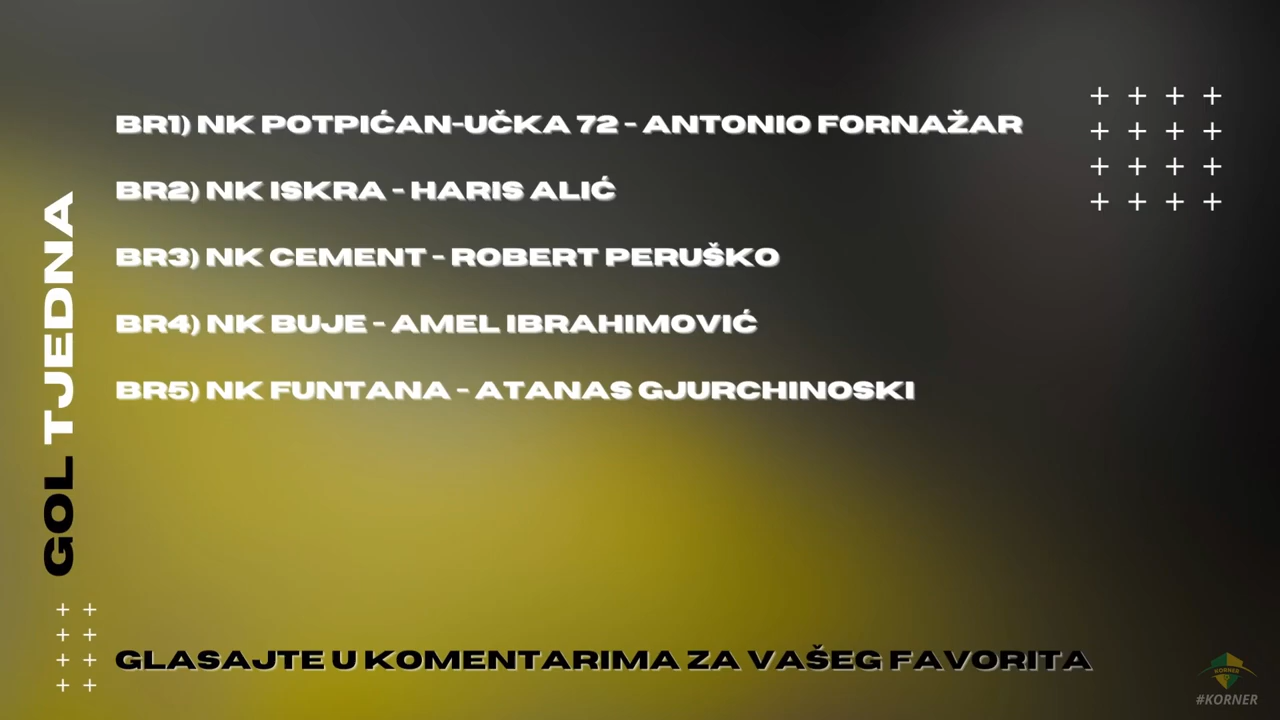 BR1) NK POTPIĆAN-UČKA 72 - ANTONIO FORNAŽAR
BR2) NK ISKRA - HARIS ALIĆ
BR3) NK CEMENT - ROBERT PERUŠKO
BR4) NK BUJE - AMEL IBRAHIMOVIĆ
BR5) NK FUNTANA - ATANAS GJURCHINOSKI
GOL TJEDNA
GLASAJTE U KOMENTARIMA ZA VAŠEG FAVORITA
KORNER
#KORNER